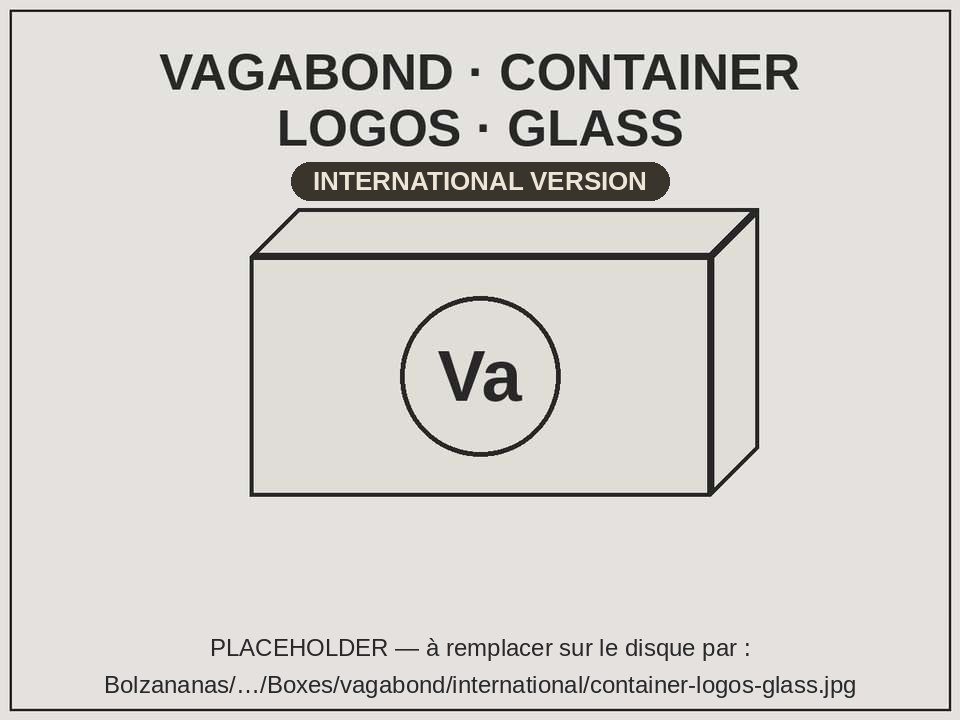 VAGABOND · CONTAINER
LOGOS · GLASS
INTERNATIONAL VERSION
Va
PLACEHOLDER — à remplacer sur le disque par :
Bolzananas/…/Boxes/vagabond/international/container-logos-glass.jpg